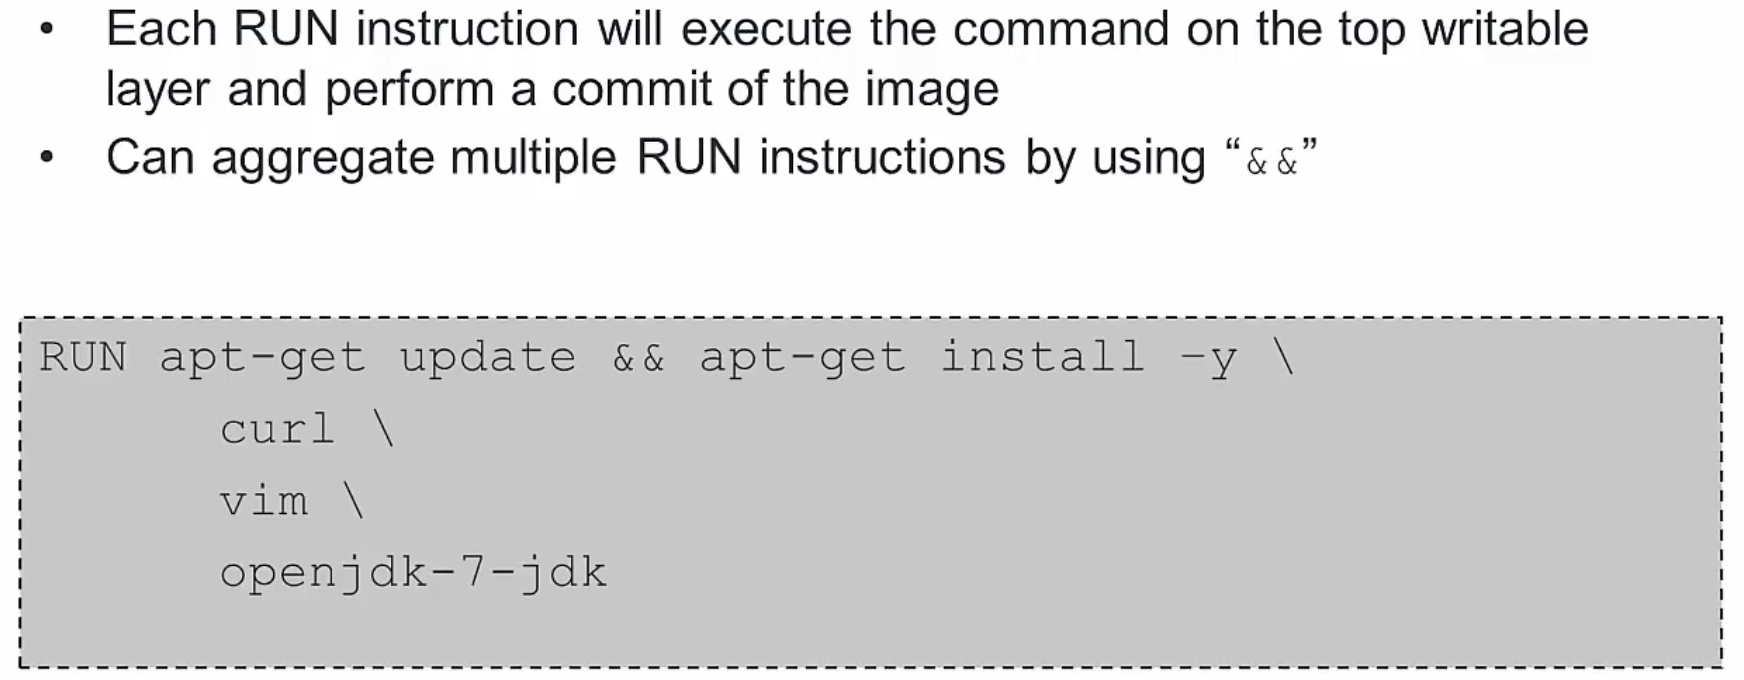 • Each RUN instruction will execute the command on the top writable
layer and perform a commit of the image
• Can aggregate multiple RUN instructions by using “&&”
RUN apt-get update && apt-get install –y \
curl \
vim \
openjdk-7-jdk